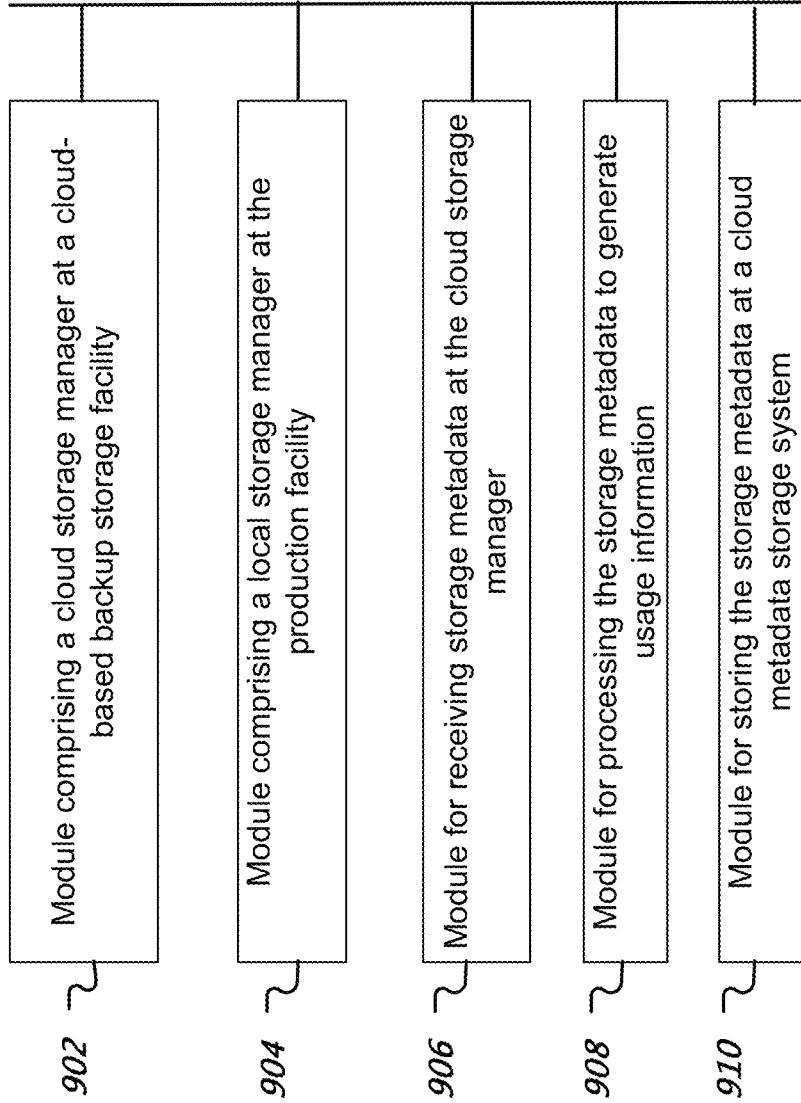 902
Module comprising a cloud storage manager at a cloud-
based backup storage facility
904
Module comprising a local storage manager at the
production facility
906
Module for receiving storage metadata at the cloud storage
manager
908
Module for processing the storage metadata to generate
usage information
910
Module for storing the storage metadata at a cloud
metadata storage system